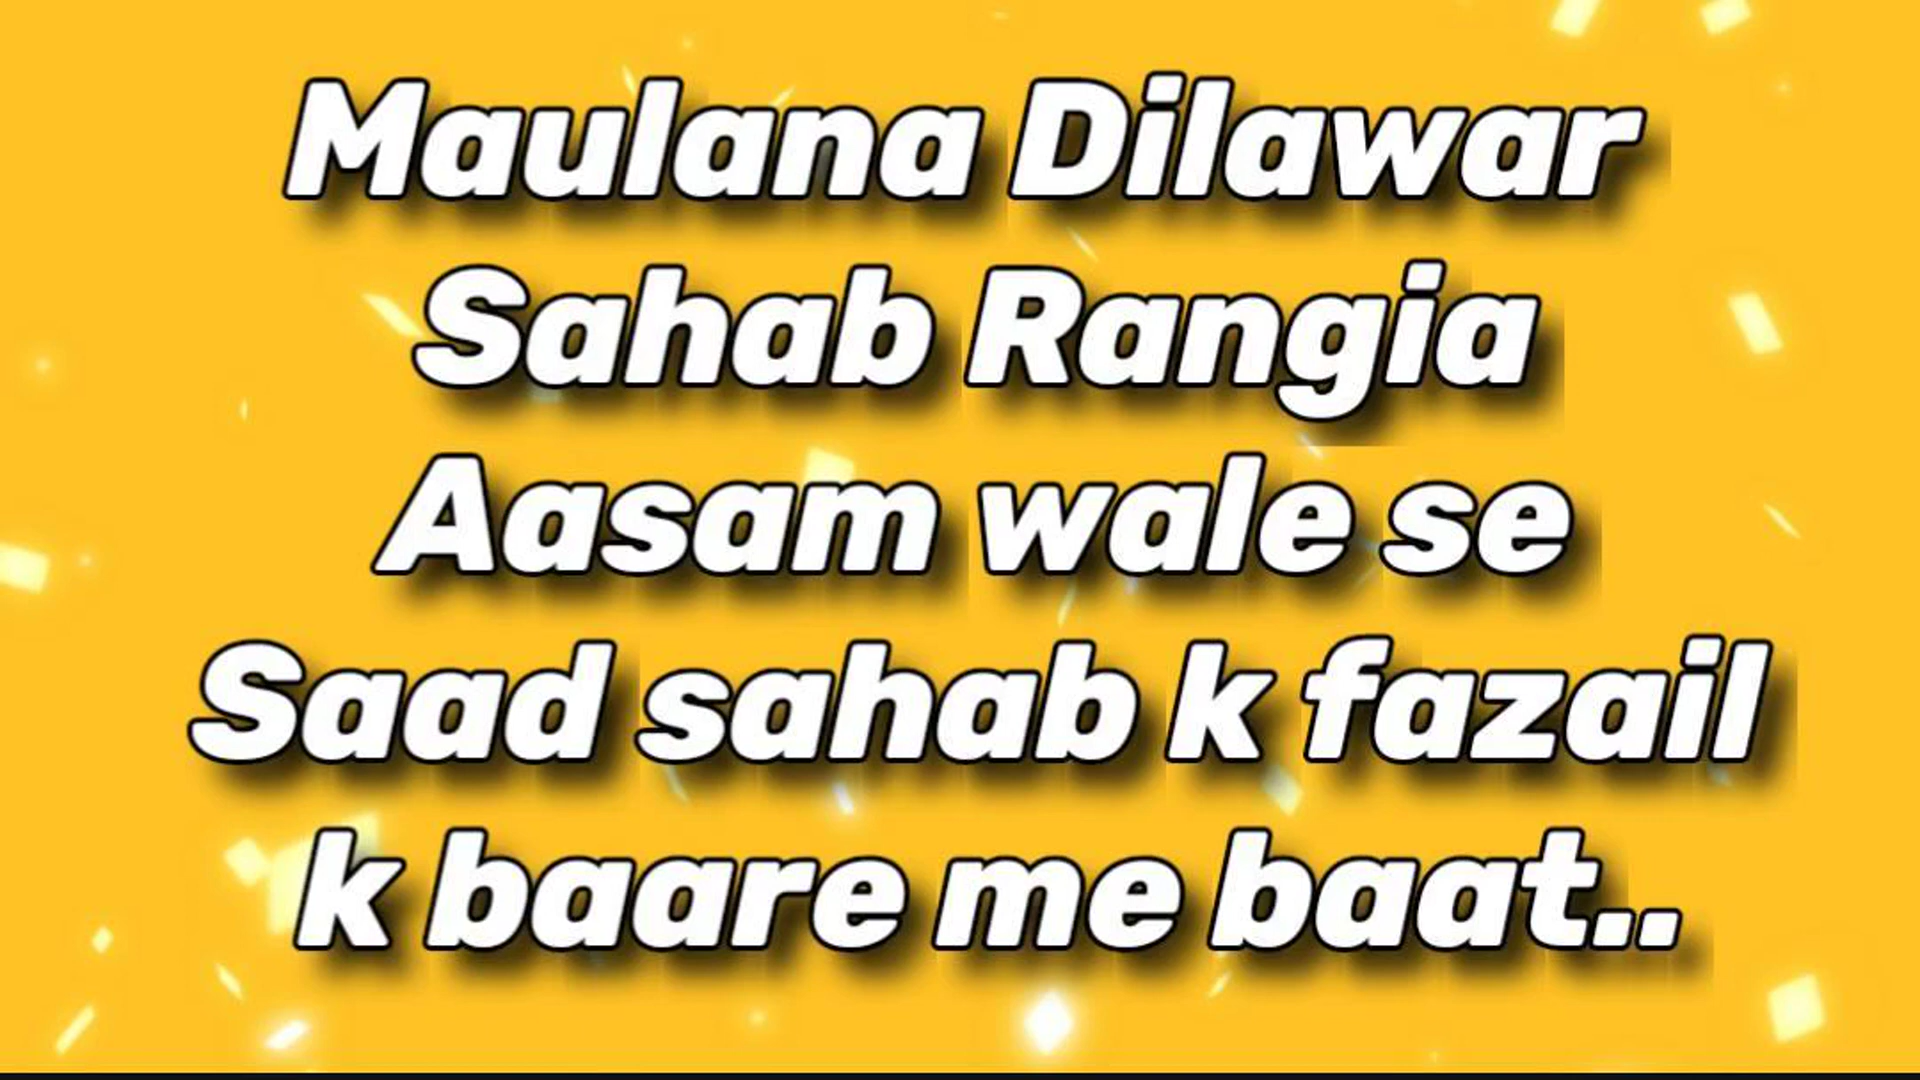 Maulana Dilawar
Sahab Rangia
Aasam wale se
Saad sahab k fazail
k baare me baat..